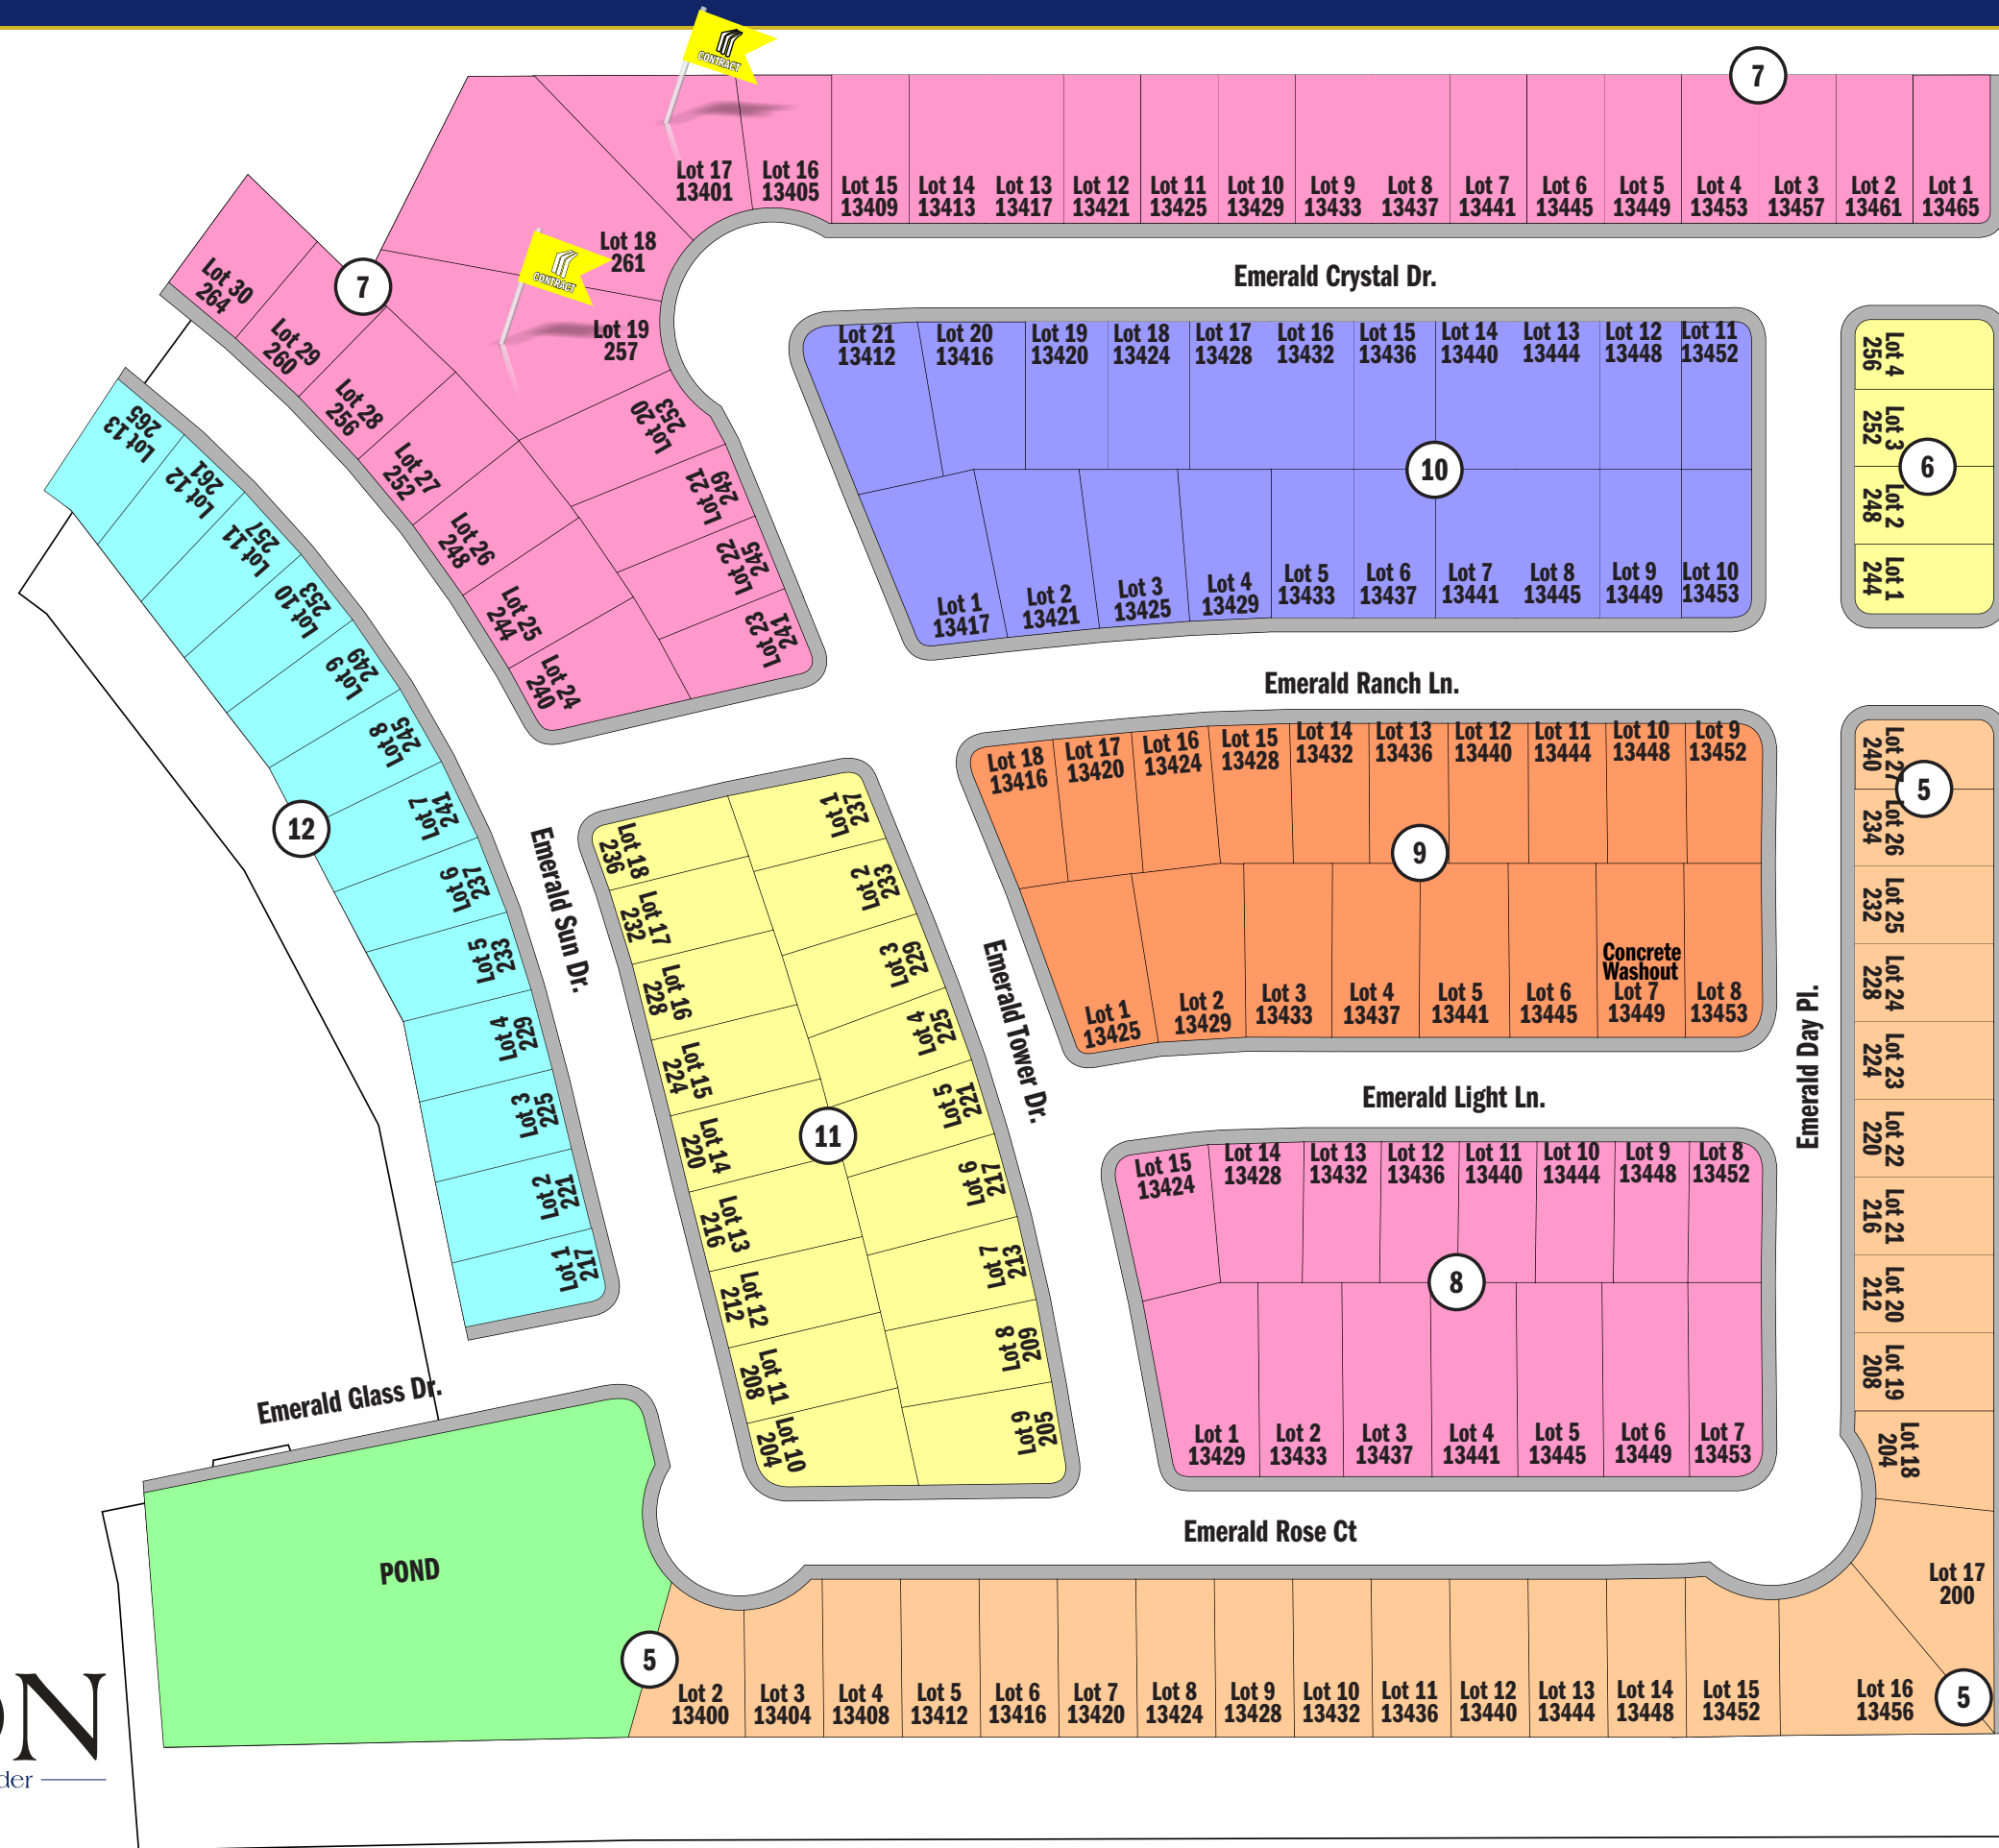 CONTRACT
7
Lot 17
13401
Lot 16
13405
Lot 15
13409
Lot 14
13413
Lot 13
13417
Lot 12
13421
Lot 11
13425
Lot 10
13429
Lot 9
13433
Lot 8
13437
Lot 7
13441
Lot 6
13445
Lot 5
13449
Lot 4
13453
Lot 3
13457
Lot 2
13461
Lot 1
13465
Lot 18
261
CONTRACT
Lot 19
257
Lot 20
253
Lot 21
249
Lot 22
245
Lot 23
241
7
Lot 30
264
Lot 29
260
Lot 28
256
Lot 27
252
Lot 26
248
Lot 25
244
Lot 24
240
Emerald Crystal Dr.
Lot 21
13412
Lot 20
13416
Lot 19
13420
Lot 18
13424
Lot 17
13428
Lot 16
13432
Lot 15
13436
Lot 14
13440
Lot 13
13444
Lot 12
13448
Lot 11
13452
10
Lot 1
13417
Lot 2
13421
Lot 3
13425
Lot 4
13429
Lot 5
13433
Lot 6
13437
Lot 7
13441
Lot 8
13445
Lot 9
13449
Lot 10
13453
Lot 4
256
Lot 3
252
6
Lot 2
248
Lot 1
244
Emerald Ranch Ln.
Lot 13
265
Lot 12
261
Lot 11
257
Lot 10
253
Lot 9
249
Lot 8
245
Lot 7
241
12
Lot 6
237
Lot 5
233
Lot 4
229
Lot 3
225
Lot 2
221
Lot 1
217
Emerald Sun Dr.
Lot 18
236
Lot 17
232
Lot 16
228
Lot 15
224
Lot 14
220
Lot 13
216
Lot 12
212
Lot 11
208
Lot 10
204
11
Lot 1
237
Lot 2
233
Lot 3
229
Lot 4
225
Lot 5
221
Lot 6
217
Lot 7
213
Lot 8
209
Lot 9
205
Emerald Tower Dr.
Lot 18
13416
Lot 17
13420
Lot 16
13424
Lot 15
13428
Lot 14
13432
Lot 13
13436
Lot 12
13440
Lot 11
13444
Lot 10
13448
Lot 9
13452
9
Lot 1
13425
Lot 2
13429
Lot 3
13433
Lot 4
13437
Lot 5
13441
Lot 6
13445
Concrete
Washout
Lot 7
13449
Lot 8
13453
Emerald Light Ln.
Emerald Day Pl.
Lot 15
13424
Lot 14
13428
Lot 13
13432
Lot 12
13436
Lot 11
13440
Lot 10
13444
Lot 9
13448
Lot 8
13452
8
Lot 1
13429
Lot 2
13433
Lot 3
13437
Lot 4
13441
Lot 5
13445
Lot 6
13449
Lot 7
13453
Lot 27
240
5
Lot 26
234
Lot 25
232
Lot 24
228
Lot 23
224
Lot 22
220
Lot 21
216
Lot 20
212
Lot 19
208
Lot 18
204
Lot 17
200
Emerald Glass Dr.
Emerald Rose Ct
POND
5
Lot 2
13400
Lot 3
13404
Lot 4
13408
Lot 5
13412
Lot 6
13416
Lot 7
13420
Lot 8
13424
Lot 9
13428
Lot 10
13432
Lot 11
13436
Lot 12
13440
Lot 13
13444
Lot 14
13448
Lot 15
13452
Lot 16
13456
5
ON
der